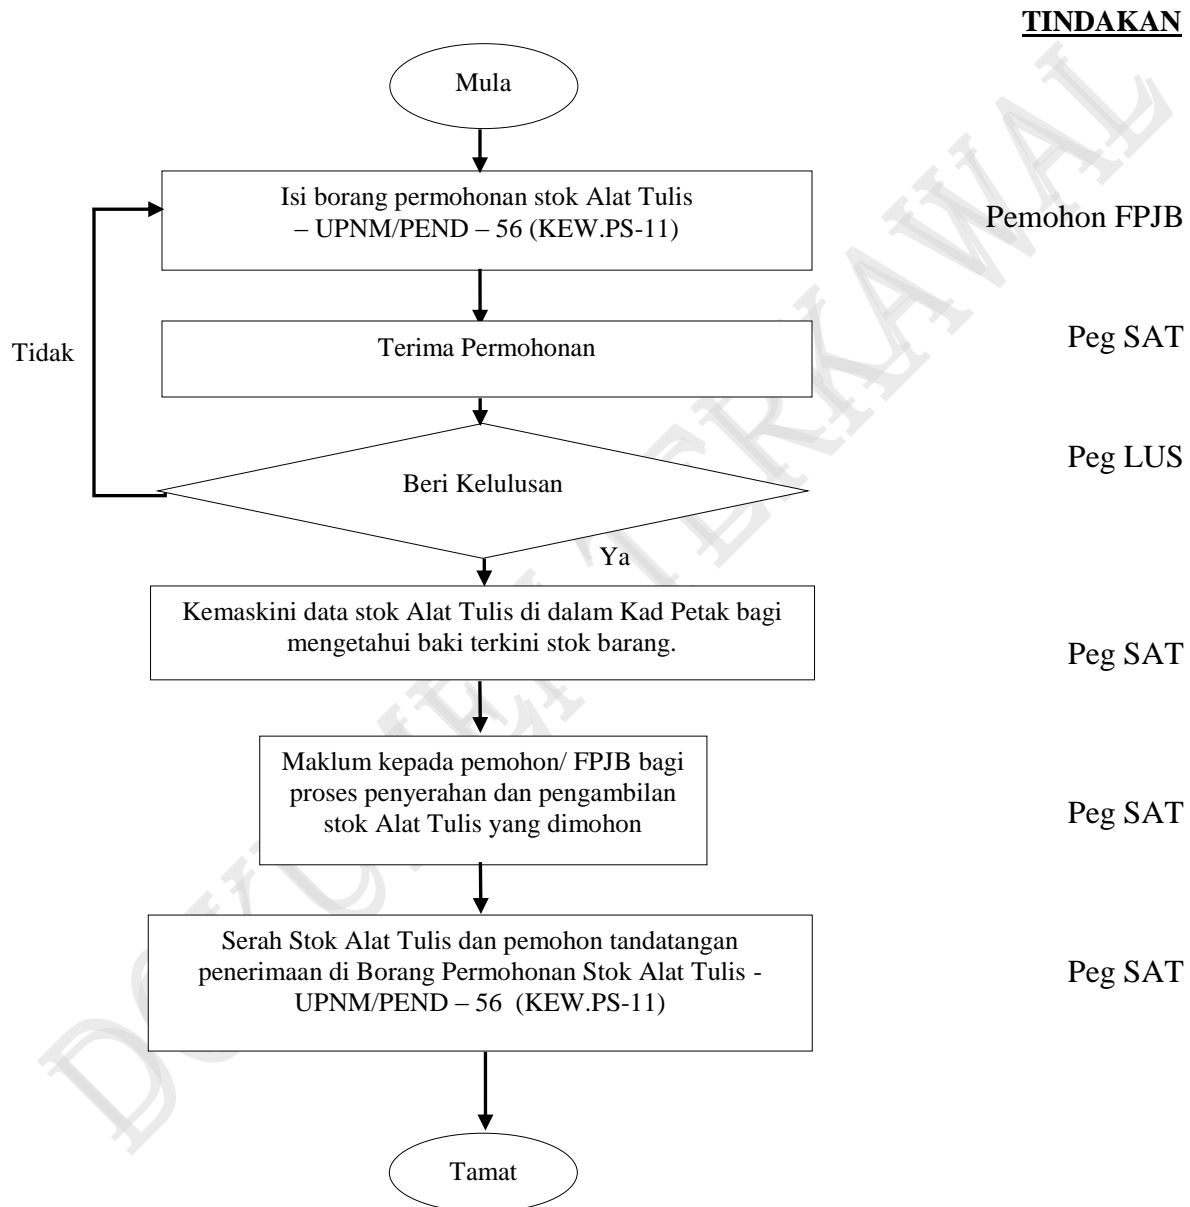 TINDAKAN
Mula
Isi borang permohonan stok Alat Tulis
– UPNM/PEND – 56 (KEW.PS-11)
Pemohon FPJB
Terima Permohonan
Peg SAT
Tidak
Beri Kelulusan
Peg LUS
Ya
Kemaskini data stok Alat Tulis di dalam Kad Petak bagi
mengetahui baki terkini stok barang.
Peg SAT
Maklum kepada pemohon/ FPJB bagi
proses penyerahan dan pengambilan
stok Alat Tulis yang dimohon
Peg SAT
Serah Stok Alat Tulis dan pemohon tandatangan
penerimaan di Borang Permohonan Stok Alat Tulis -
UPNM/PEND – 56  (KEW.PS-11)
Peg SAT
Tamat
DOKUMEN TERKAWAL